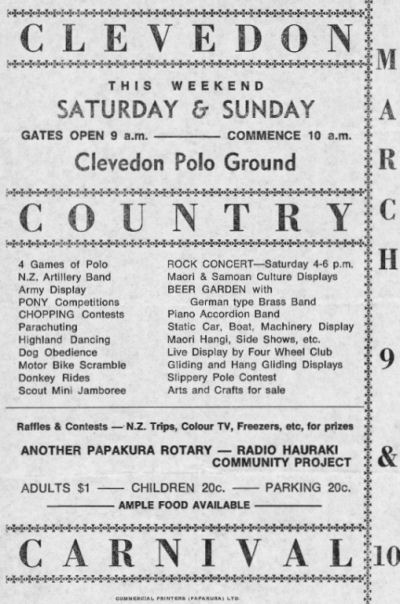 CLEVEDON
THIS WEEKEND
SATURDAY & SUNDAY
GATES OPEN 9 a.m. ——— COMMENCE 10 a.m.
Clevedon Polo Ground
COUNTRY
4 Games of Polo
N.Z. Artillery Band
Army Display
PONY Competitions
CHOPPING Contests
Parachuting
Highland Dancing
Dog Obedience
Motor Bike Scramble
Donkey Rides
Scout Mini Jamboree
ROCK CONCERT—Saturday 4-6 p.m.
Maori & Samoan Culture Displays
BEER GARDEN with
German type Brass Band
Piano Accordion Band
Static Car, Boat, Machinery Display
Maori Hangi, Side Shows, etc.
Live Display by Four Wheel Club
Gliding and Hang Gliding Displays
Slippery Pole Contest
Arts and Crafts for sale
Raffles & Contests — N.Z. Trips, Colour TV, Freezers, etc, for prizes
ANOTHER PAPAKURA ROTARY — RADIO HAURAKI
COMMUNITY PROJECT
ADULTS $1 —— CHILDREN 20c. —— PARKING 20c.
AMPLE FOOD AVAILABLE
CARNIVAL
MARCH
9
&
10
COMMERCIAL PRINTERS (PAPAKURA) LTD.